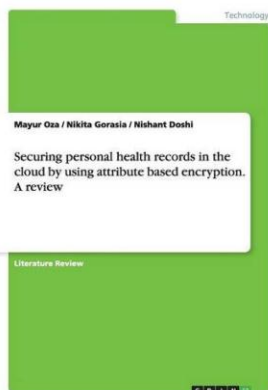 Technology
Mayur Oza / Nikita Gorasia / Nishant Doshi
Securing personal health records in the
cloud by using attribute based encryption.
A review
Literature Review